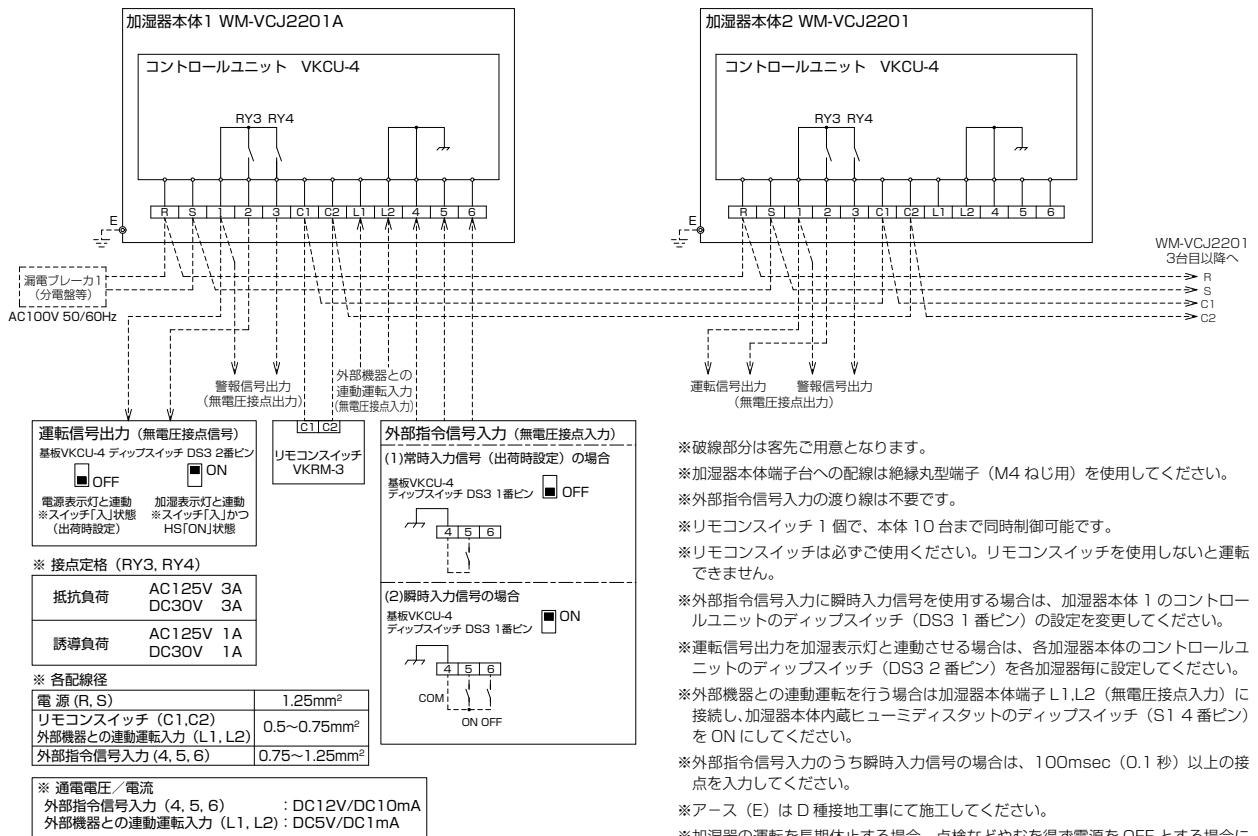 加湿器本体1 WM-VCJ2201A
コントロールユニット　VKCU-4
RY3 RY4
R S 1 2 3 C1 C2 L1 L2 4 5 6
E
加湿器本体2 WM-VCJ2201
コントロールユニット　VKCU-4
RY3 RY4
R S 1 2 3 C1 C2 L1 L2 4 5 6
E
WM-VCJ2201
3台目以降へ
R
S
C1
C2
漏電ブレーカ1
（分電盤等）
AC100V 50/60Hz
警報信号出力
（無電圧接点出力）
外部機器との
連動運転入力
（無電圧接点入力）
運転信号出力　警報信号出力
（無電圧接点出力）
運転信号出力（無電圧接点信号）
基板VKCU-4 ディップスイッチ DS3 2番ピン
OFF
ON
電源表示灯と連動
※スイッチ「入」状態
（出荷時設定）
加湿表示灯と連動
※スイッチ「入」かつ
HS「ON」状態
C1 C2
リモコンスイッチ
VKRM-3
外部指令信号入力（無電圧接点入力）
(1)常時入力信号（出荷時設定）の場合
基板VKCU-4
ディップスイッチ DS3 1番ピン
OFF
4 5 6
(2)瞬時入力信号の場合
基板VKCU-4
ディップスイッチ DS3 1番ピン
ON
4 5 6
COM
ON OFF
※ 接点定格（RY3, RY4）
抵抗負荷 AC125V 3A
DC30V 3A
誘導負荷 AC125V 1A
DC30V 1A
※ 各配線径
電 源 (R, S) 1.25mm²
リモコンスイッチ（C1,C2）
外部機器との連動運転入力（L1, L2） 0.5〜0.75mm²
外部指令信号入力 (4, 5, 6) 0.75〜1.25mm²
※ 通電電圧／電流
外部指令信号入力（4, 5, 6）：DC12V/DC10mA
外部機器との連動運転入力（L1, L2）：DC5V/DC1mA
※破線部分は客先ご用意となります。
※加湿器本体端子台への配線は絶縁丸型端子（M4 ねじ用）を使用してください。
※外部指令信号入力の渡り線は不要です。
※リモコンスイッチ 1 個で、本体 10 台まで同時制御可能です。
※リモコンスイッチは必ずご使用ください。リモコンスイッチを使用しないと運転
できません。
※外部指令信号入力に瞬時入力信号を使用する場合は、加湿器本体 1 のコントロー
ルユニットのディップスイッチ（DS3 1 番ピン）の設定を変更してください。
※運転信号出力を加湿表示灯と連動させる場合は、各加湿器本体のコントロールユ
ニットのディップスイッチ（DS3 2 番ピン）を各加湿器毎に設定してください。
※外部機器との連動運転を行う場合は加湿器本体端子 L1,L2（無電圧接点入力）に
接続し、加湿器本体内蔵ヒューミディスタットのディップスイッチ（S1 4 番ピン）
を ON にしてください。
※外部指令信号入力のうち瞬時入力信号の場合は、100msec（0.1 秒）以上の接
点を入力してください。
※アース（E）は D 種接地工事にて施工してください。
※加湿器の運転を長期休止する場合、点検などやむを得ず電源を OFF とする場合に